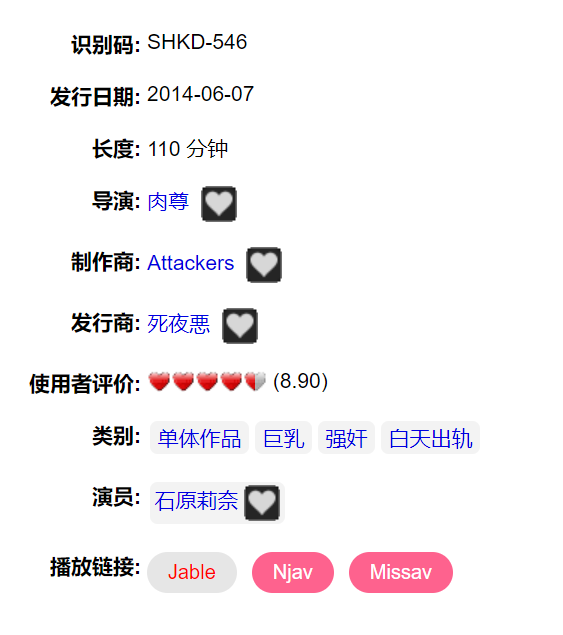 识别码: SHKD-546
发行日期: 2014-06-07
长度: 110 分钟
导演: 肉尊
制作商: Attackers
发行商: 死夜悪
使用者评价: (8.90)
类别: 单体作品 巨乳 强奸 白天出轨
演员: 石原莉奈
播放链接: Jable Njav Missav